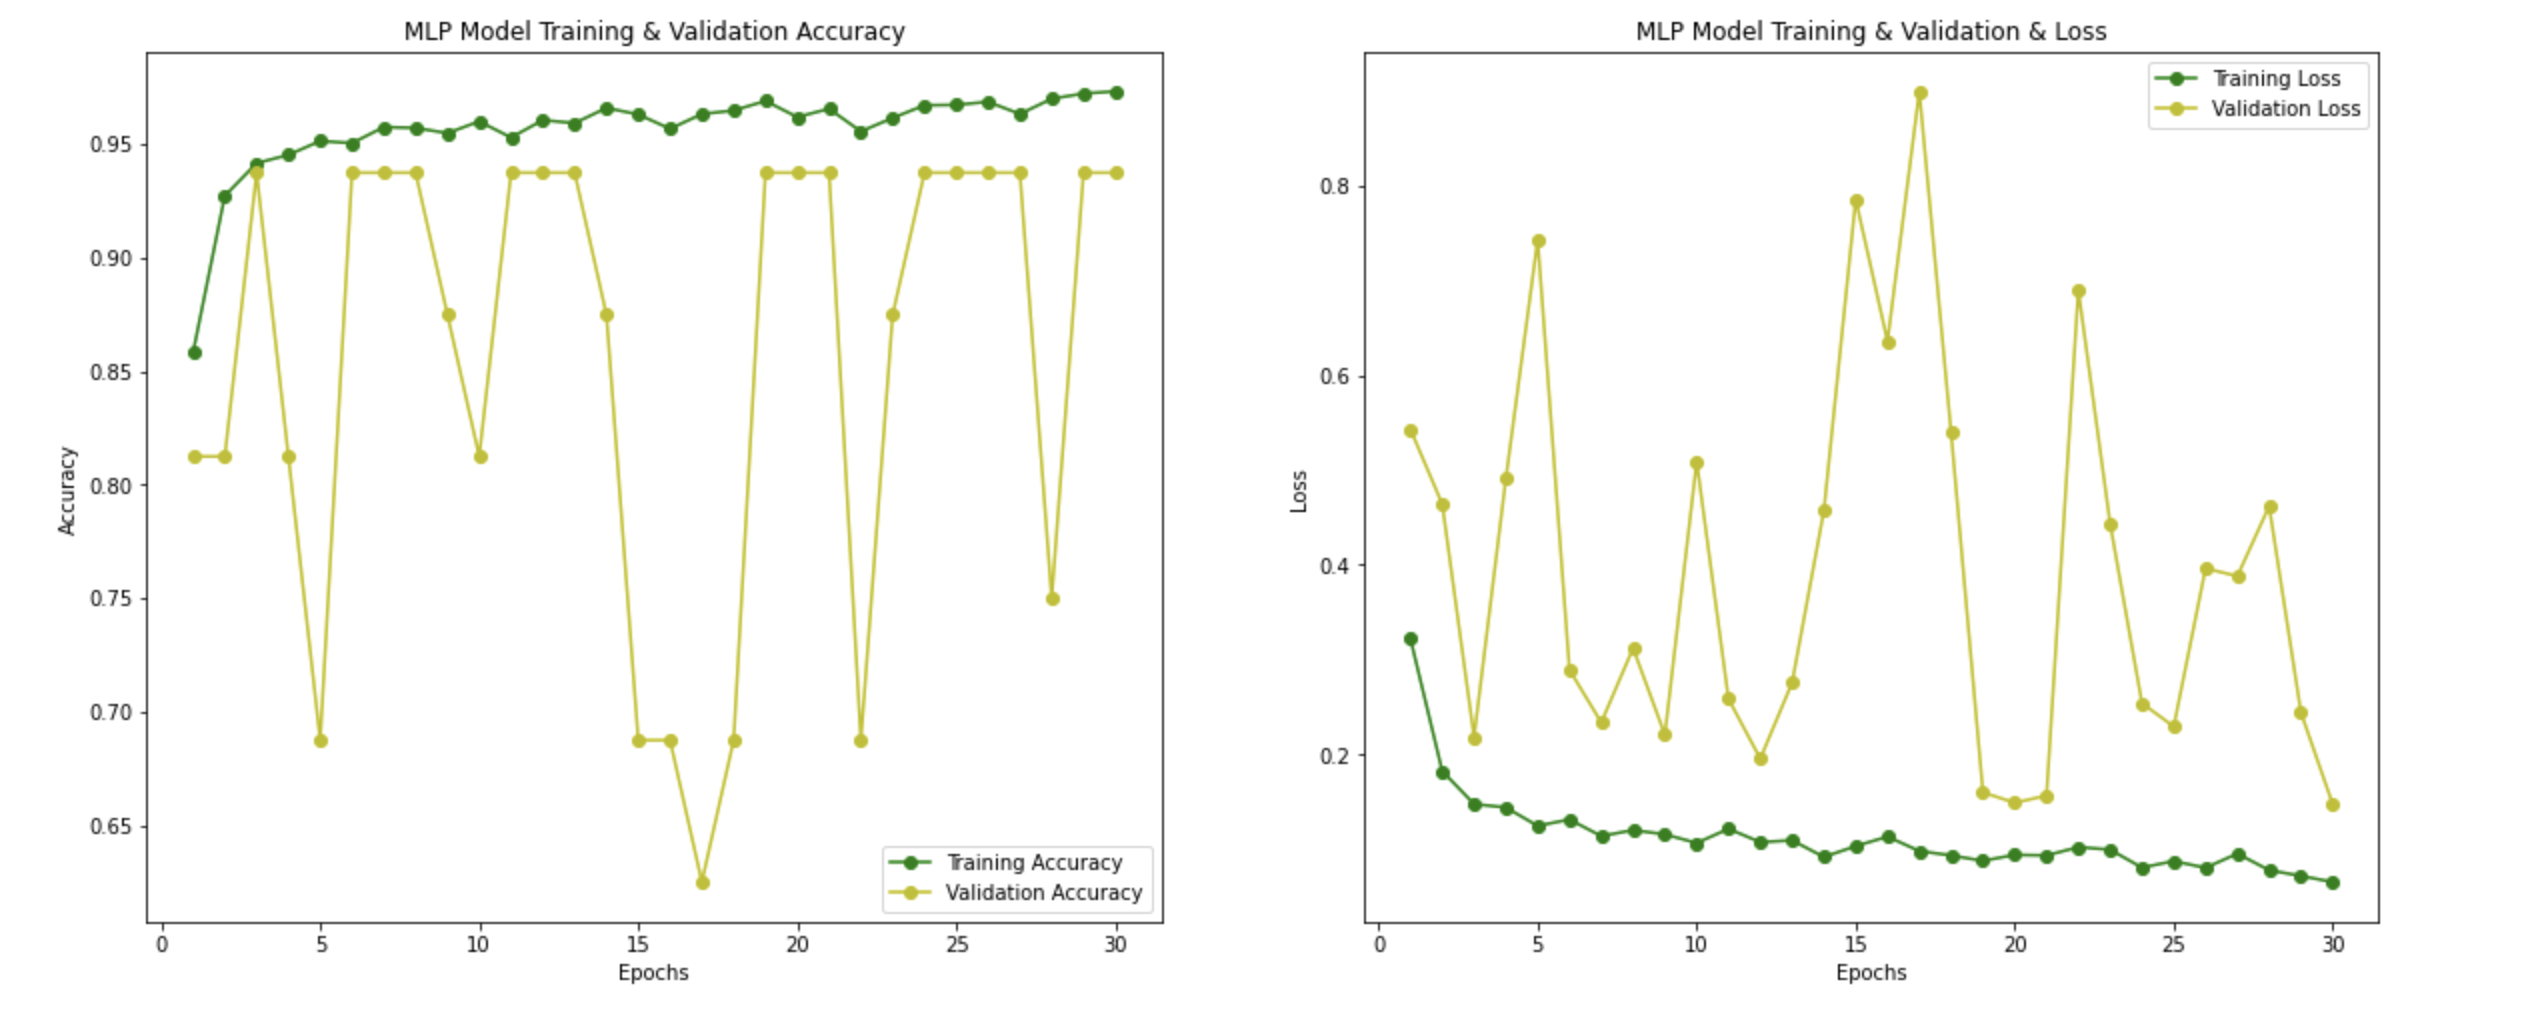 MLP Model Training & Validation Accuracy
0.95
0.90
0.85
0.80
0.75
0.70
0.65
Accuracy
0 5 10 15 20 25 30
Epochs
Training Accuracy
Validation Accuracy
MLP Model Training & Validation & Loss
0.8
0.6
0.4
0.2
Loss
0 5 10 15 20 25 30
Epochs
Training Loss
Validation Loss